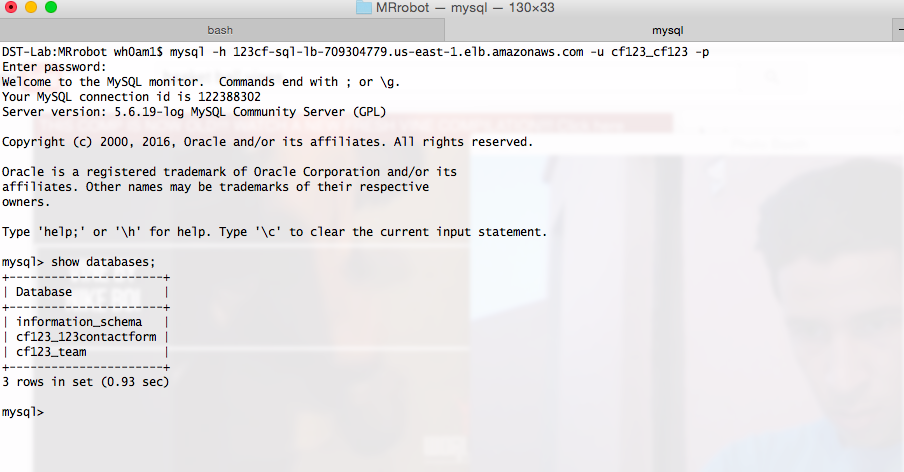 MRrobot — mysql — 130×33
bash
mysql
DST-Lab:MRrobot wh0am1$ mysql -h 123cf-sql-lb-709304779.us-east-1.elb.amazonaws.com -u cf123_cf123 -p
Enter password:
Welcome to the MySQL monitor.  Commands end with ; or \g.
Your MySQL connection id is 122388302
Server version: 5.6.19-log MySQL Community Server (GPL)
Copyright (c) 2000, 2016, Oracle and/or its affiliates. All rights reserved.
Oracle is a registered trademark of Oracle Corporation and/or its
affiliates. Other names may be trademarks of their respective
owners.
Type 'help;' or '\h' for help. Type '\c' to clear the current input statement.
mysql> show databases;
+---------------------+
| Database            |
+---------------------+
| information_schema  |
| cf123_123contactform |
| cf123_team          |
+---------------------+
3 rows in set (0.93 sec)
mysql>